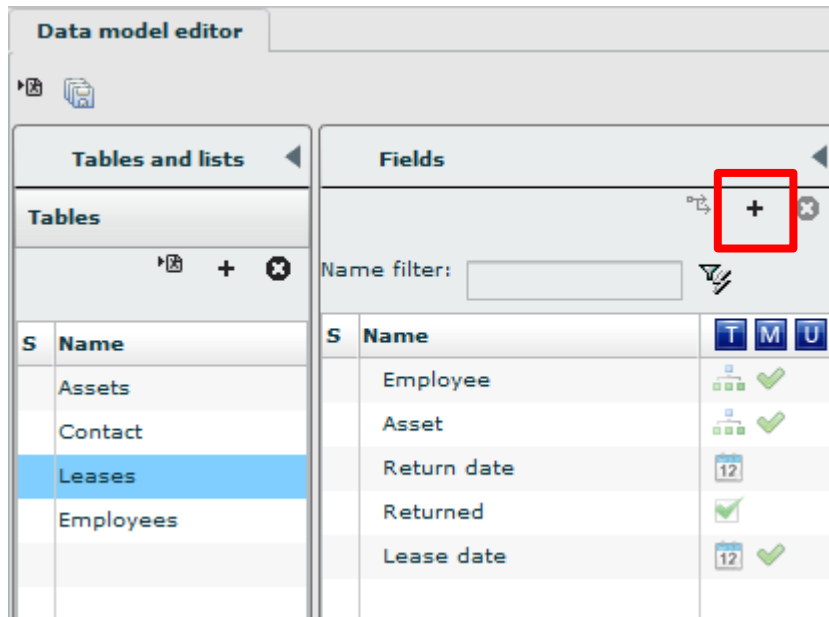 Data model editor
Tables and lists
Tables
S Name
Assets
Contact
Leases
Employees
Fields
Name filter:
S Name T M U
Employee
Asset
Return date
12
Returned
Lease date
12